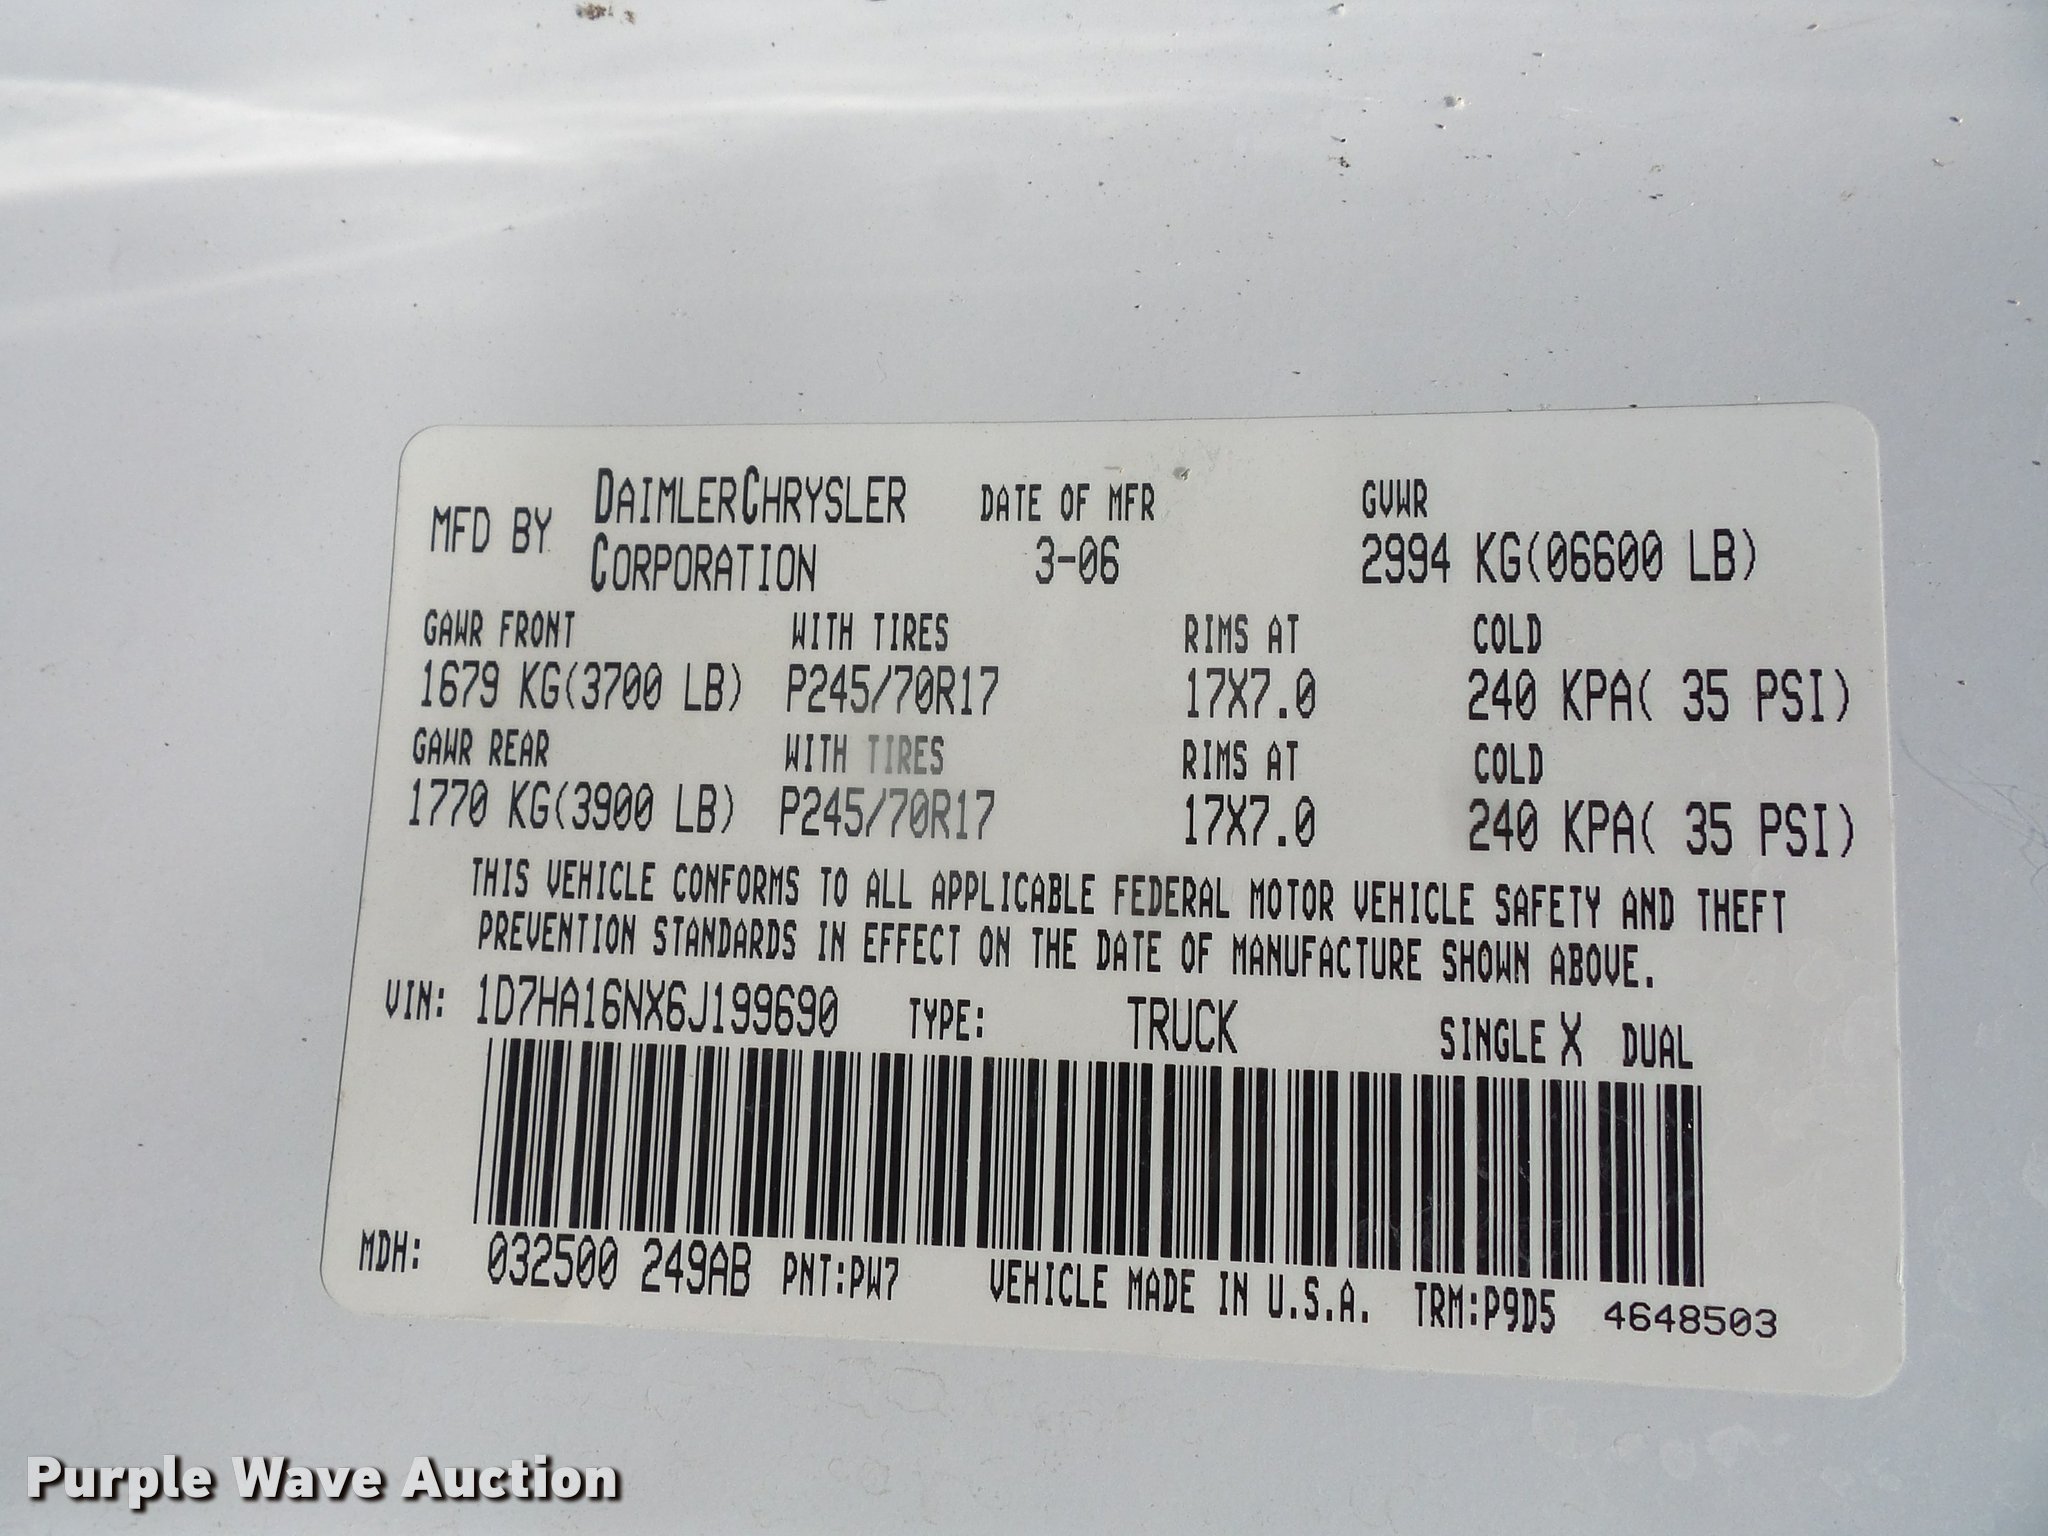 MFD BY DAIMLERCHRYSLER CORPORATION DATE OF MFR 3-06 GVWR 2994 KG(06600 LB)
GAWR FRONT WITH TIRES RIMS AT COLD
1679 KG(3700 LB) P245/70R17 17X7.0 240 KPA( 35 PSI)
GAWR REAR WITH TIRES RIMS AT COLD
1770 KG(3900 LB) P245/70R17 17X7.0 240 KPA( 35 PSI)
THIS VEHICLE CONFORMS TO ALL APPLICABLE FEDERAL MOTOR VEHICLE SAFETY AND THEFT
PREVENTION STANDARDS IN EFFECT ON THE DATE OF MANUFACTURE SHOWN ABOVE.
VIN: 1D7HA16NX6J199690 TYPE: TRUCK SINGLE X DUAL
MDH: 032500 249AB PNT:PW7 VEHICLE MADE IN U.S.A. TRM:P9D5 4648503
Purple Wave Auction